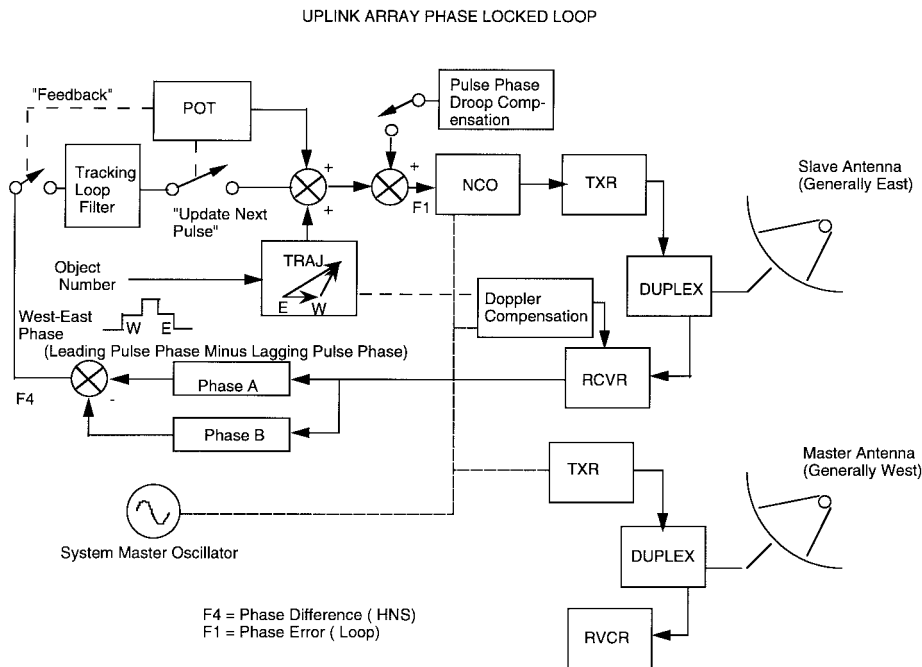 UPLINK ARRAY PHASE LOCKED LOOP
"Feedback"
POT
Pulse Phase
Droop Comp-
ensation
Tracking
Loop
Filter
"Update Next
Pulse"
+
+
+
F1
NCO
TXR
Slave Antenna
(Generally East)
Object
Number
TRAJ
E
W
DUPLEX
Doppler
Compensation
West-East
Phase
W
E
(Leading Pulse Phase Minus Lagging Pulse Phase)
RCVR
F4
-
Phase A
Phase B
TXR
Master Antenna
(Generally West)
System Master Oscillator
DUPLEX
F4 = Phase Difference ( HNS)
F1 = Phase Error ( Loop)
RVCR